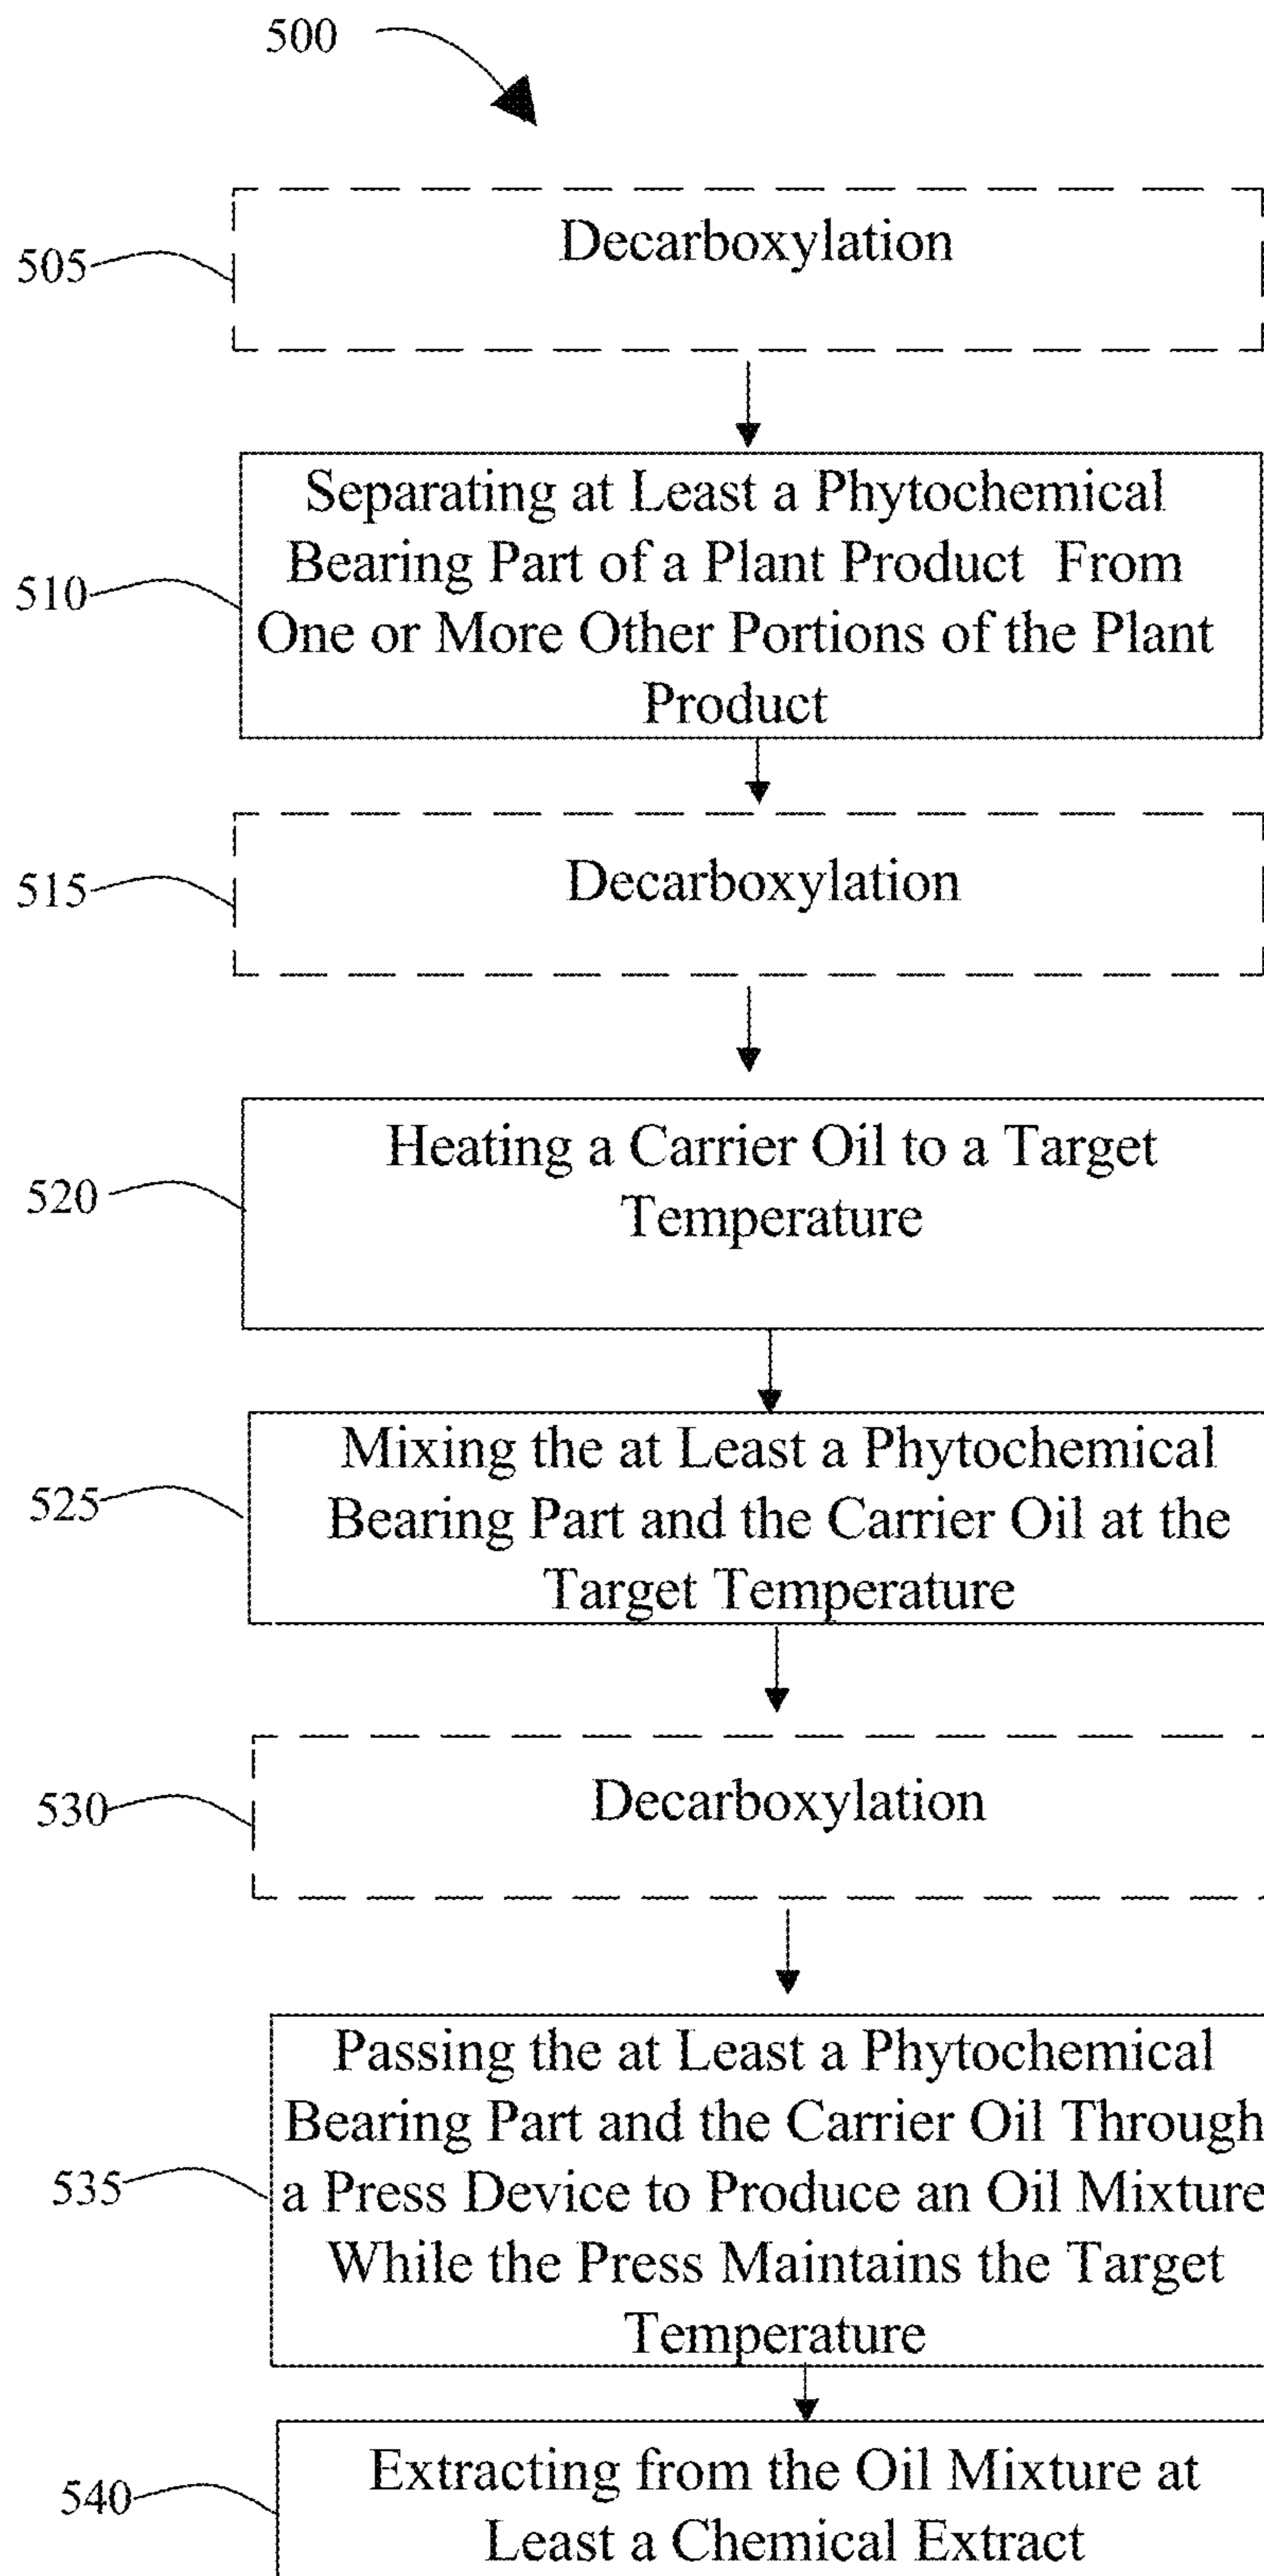 500
505
Decarboxylation
510
Separating at Least a Phytochemical
Bearing Part of a Plant Product From
One or More Other Portions of the Plant
Product
515
Decarboxylation
520
Heating a Carrier Oil to a Target
Temperature
525
Mixing the at Least a Phytochemical
Bearing Part and the Carrier Oil at the
Target Temperature
530
Decarboxylation
535
Passing the at Least a Phytochemical
Bearing Part and the Carrier Oil Through
a Press Device to Produce an Oil Mixture
While the Press Maintains the Target
Temperature
540
Extracting from the Oil Mixture at
Least a Chemical Extract